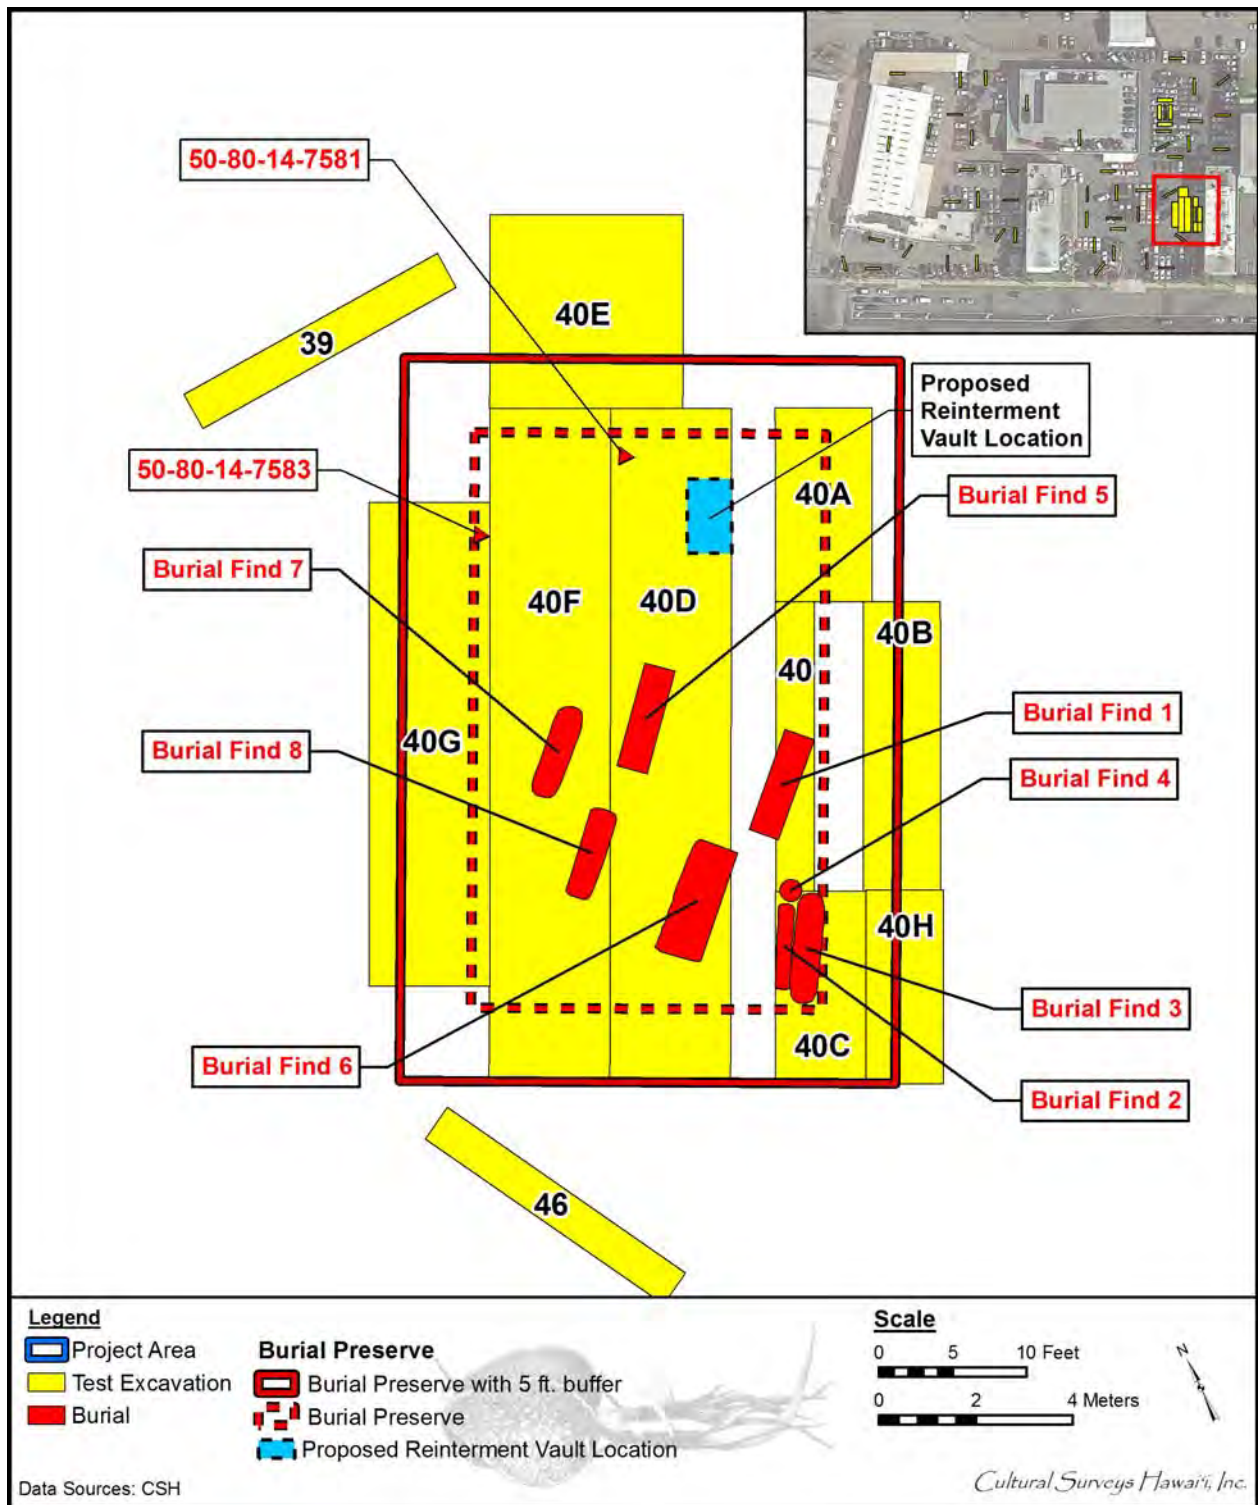 50-80-14-7581
40E
39
Proposed
Reinterment
Vault Location
50-80-14-7583
40A
Burial Find 5
Burial Find 7
40F
40D
40B
40
Burial Find 1
Burial Find 8
40G
Burial Find 4
40H
Burial Find 3
Burial Find 6
40C
Burial Find 2
46
Legend
Project Area
Test Excavation
Burial
Burial Preserve
Burial Preserve with 5 ft. buffer
Burial Preserve
Proposed Reinterment Vault Location
Scale
0 5 10 Feet
0 2 4 Meters
N
Data Sources: CSH
Cultural Surveys Hawai'i, Inc.